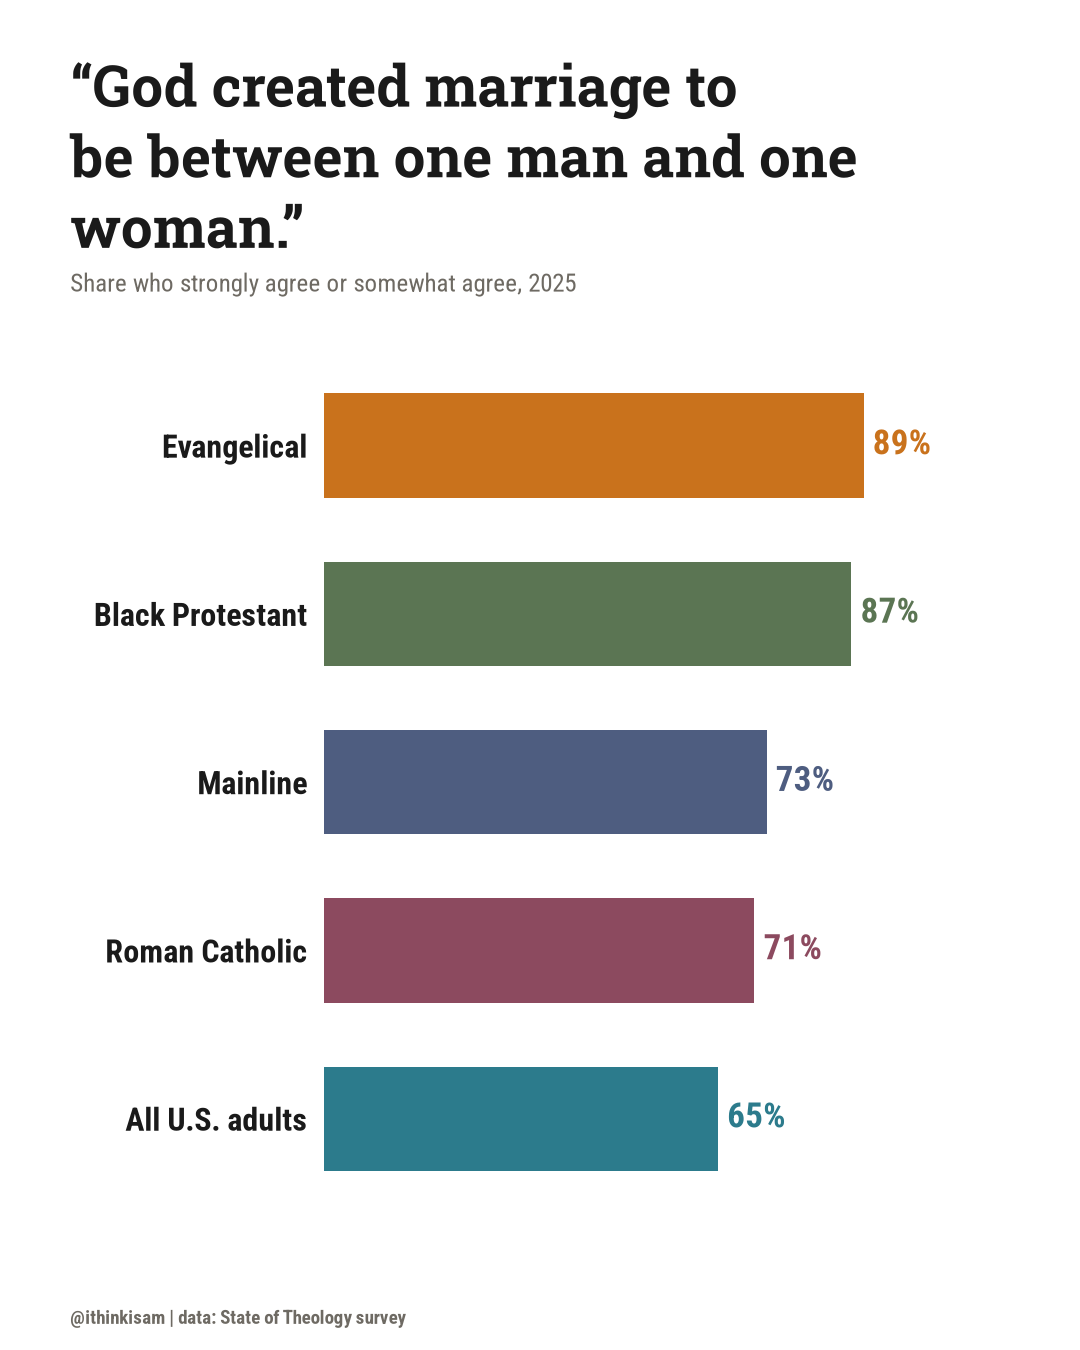 “God created marriage to
be between one man and one
woman.”
Share who strongly agree or somewhat agree, 2025
Evangelical 89%
Black Protestant 87%
Mainline 73%
Roman Catholic 71%
All U.S. adults 65%
@ithinkisam | data: State of Theology survey